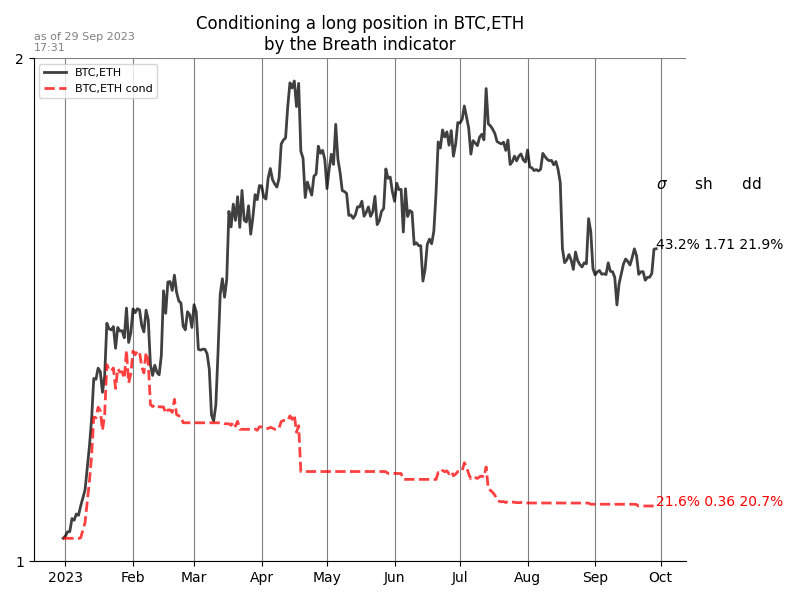 Conditioning a long position in BTC,ETH
by the Breath indicator
as of 29 Sep 2023
17:31
2
BTC,ETH
BTC,ETH cond
σ sh dd
43.2% 1.71 21.9%
21.6% 0.36 20.7%
1
2023 Feb Mar Apr May Jun Jul Aug Sep Oct